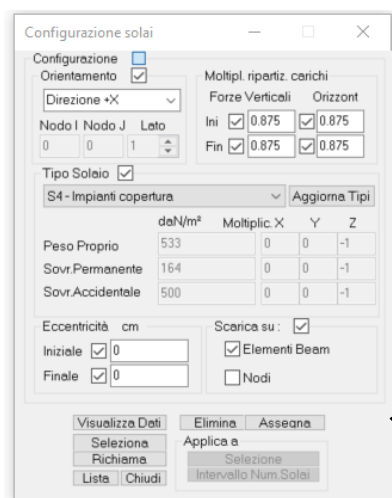 Configurazione solai
Configurazione
Orientamento
Direzione +X
Nodo I Nodo J Lato
0 0 1
Multipl. ripartiz. carichi
Forze Verticali Orizzont
Ini 0.875 0.875
Fin 0.875 0.875
Tipo Solaio
S4 - Impianti copertura Aggiorna Tipi
daN/m² Moltiplic. X Y Z
Peso Proprio 533 0 0 -1
Sovr.Permanente 164 0 0 -1
Sovr.Accidentale 500 0 0 -1
Eccentricità cm
Iniziale 0
Finale 0
Scarica su :
Elementi Beam
Nodi
Visualizza Dati Elimina Assegna
Seleziona
Richiama
Lista Chiudi
Applica a
Selezione
Intervallo Num.Solai